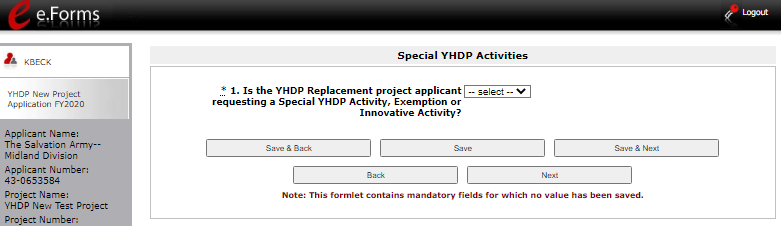 e e.Forms
Logout
KBECK
YHDP New Project
Application FY2020
Applicant Name:
The Salvation Army--
Midland Division
Applicant Number:
43-0653584
Project Name:
YHDP New Test Project
Project Number:
Special YHDP Activities
* 1. Is the YHDP Replacement project applicant
requesting a Special YHDP Activity, Exemption or
Innovative Activity?
-- select --
Save & Back
Save
Save & Next
Back
Next
Note: This formlet contains mandatory fields for which no value has been saved.